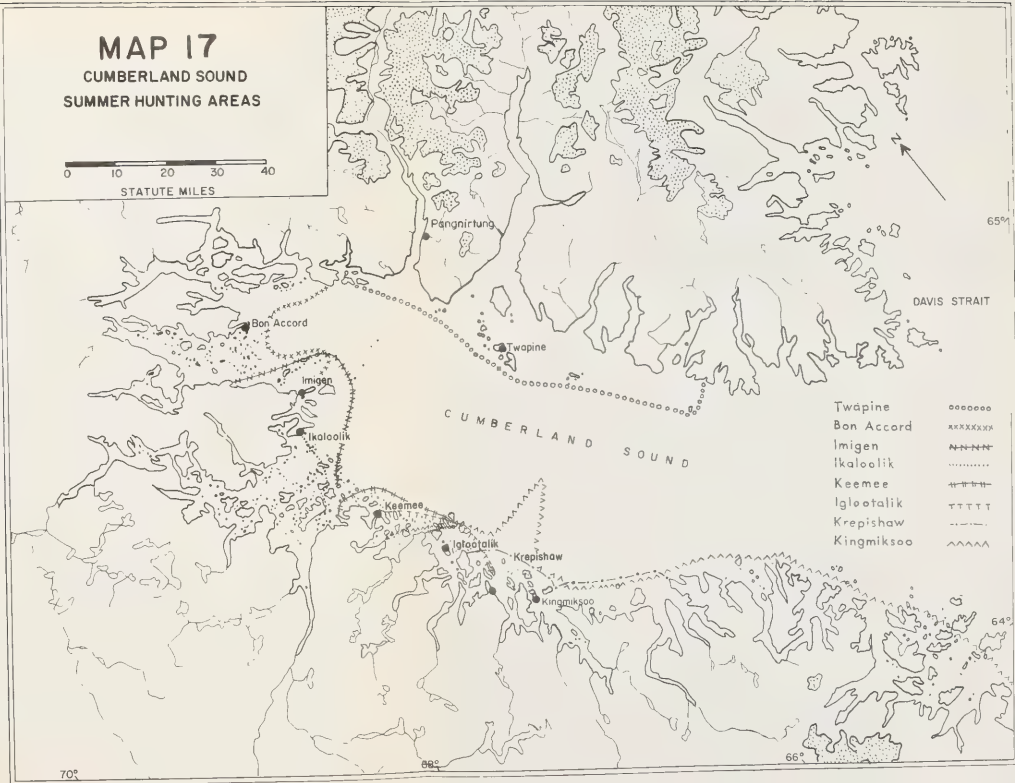 MAP 17
CUMBERLAND SOUND
SUMMER HUNTING AREAS
0 10 20 30 40
STATUTE MILES
N
65°
Pangnirtung
DAVIS STRAIT
Bon Accord
Twapine
Imigen
CUMBERLAND SOUND
Ikaloolik
Twapine
Bon Accord
Imigen
Ikaloolik
Keemee
Iglootalik
Krepishaw
Kingmiksoo
Keemee
Iglootalik
Krepishaw
Kingmiksoo
64°
70°
68°
66°